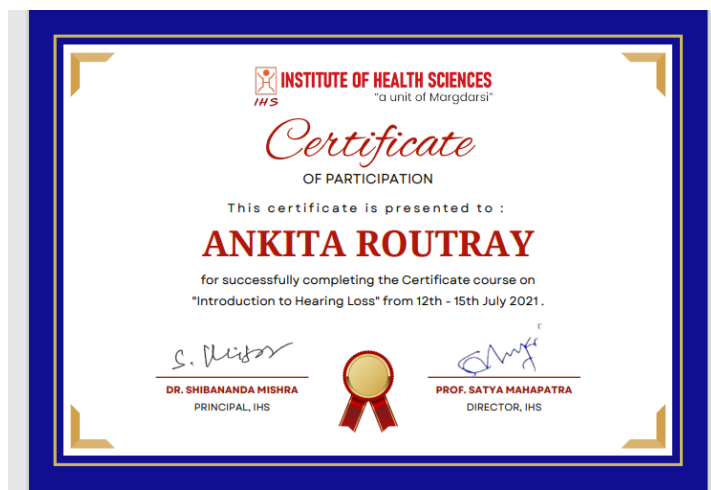 INSTITUTE OF HEALTH SCIENCES
IHS
"a unit of Margdarsi"
Certificate
OF PARTICIPATION
This certificate is presented to :
ANKITA ROUTRAY
for successfully completing the Certificate course on
"Introduction to Hearing Loss" from 12th - 15th July 2021.
DR. SHIBANANDA MISHRA
PRINCIPAL, IHS
PROF. SATYA MAHAPATRA
DIRECTOR, IHS